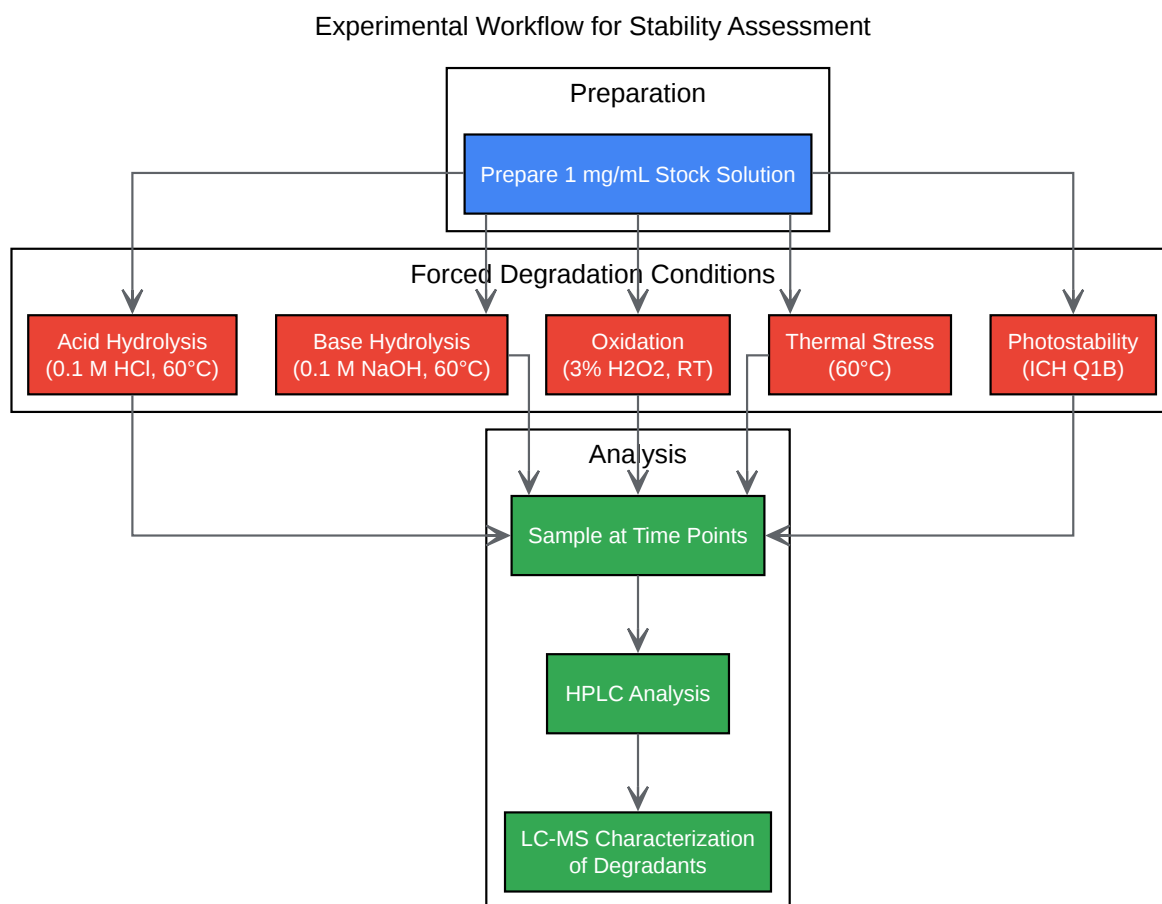 Experimental Workflow for Stability Assessment
Preparation
Prepare 1 mg/mL Stock Solution
Forced Degradation Conditions
Acid Hydrolysis
(0.1 M HCl, 60°C)
Base Hydrolysis
(0.1 M NaOH, 60°C)
Oxidation
(3% H2O2, RT)
Thermal Stress
(60°C)
Photostability
(ICH Q1B)
Analysis
Sample at Time Points
HPLC Analysis
LC-MS Characterization
of Degradants